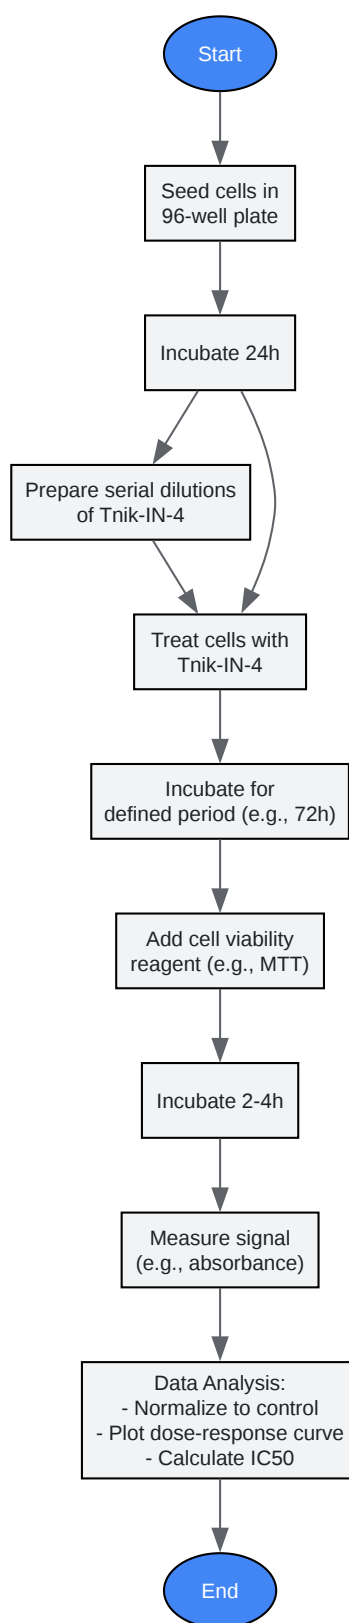 Start
Seed cells in
96-well plate
Incubate 24h
Prepare serial dilutions
of Tnik-IN-4
Treat cells with
Tnik-IN-4
Incubate for
defined period (e.g., 72h)
Add cell viability
reagent (e.g., MTT)
Incubate 2-4h
Measure signal
(e.g., absorbance)
Data Analysis:
- Normalize to control
- Plot dose-response curve
- Calculate IC50
End